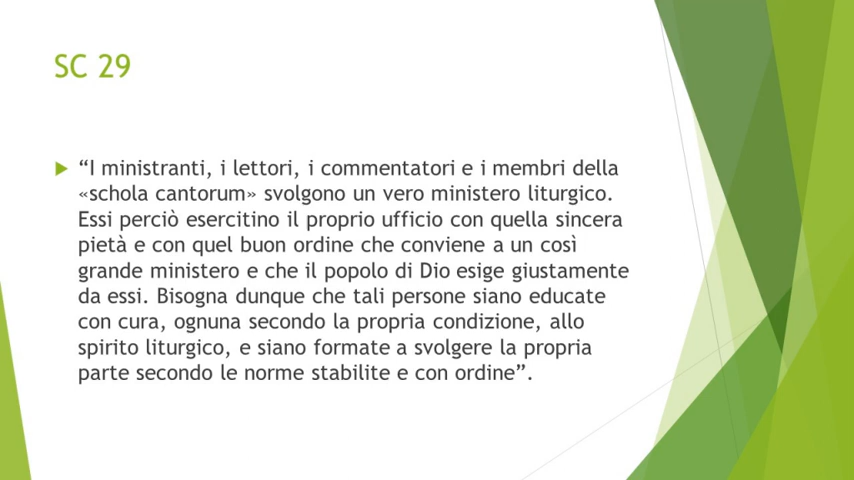 SC 29
“I ministranti, i lettori, i commentatori e i membri della
«schola cantorum» svolgono un vero ministero liturgico.
Essi perciò esercitino il proprio ufficio con quella sincera
pietà e con quel buon ordine che conviene a un così
grande ministero e che il popolo di Dio esige giustamente
da essi. Bisogna dunque che tali persone siano educate
con cura, ognuna secondo la propria condizione, allo
spirito liturgico, e siano formate a svolgere la propria
parte secondo le norme stabilite e con ordine”.